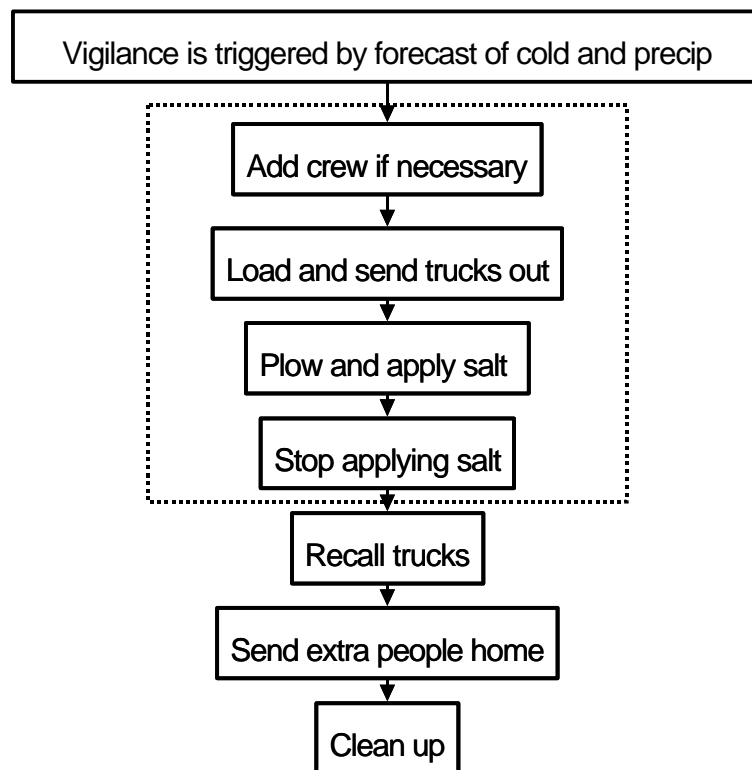 Vigilance is triggered by forecast of cold and precip
Add crew if necessary
Load and send trucks out
Plow and apply salt
Stop applying salt
Recall trucks
Send extra people home
Clean up